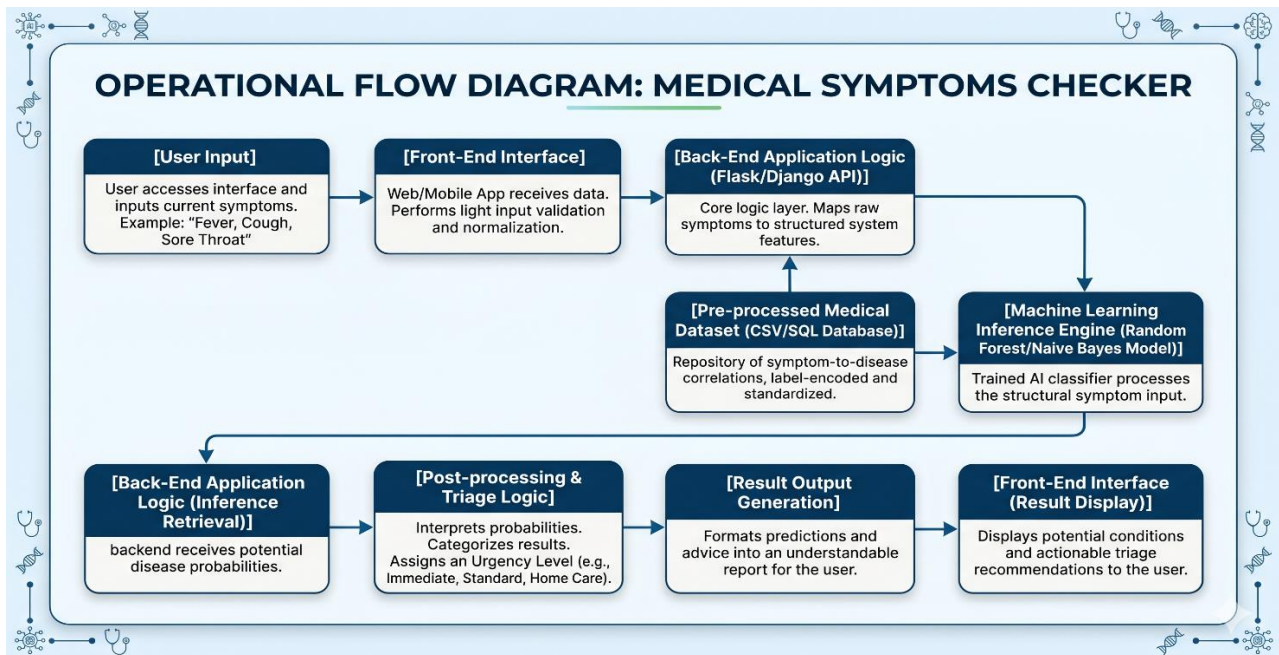 OPERATIONAL FLOW DIAGRAM: MEDICAL SYMPTOMS CHECKER
[User Input]
User accesses interface and
inputs current symptoms.
Example: “Fever, Cough,
Sore Throat”
[Front-End Interface]
Web/Mobile App receives data.
Performs light input validation
and normalization.
[Back-End Application Logic
(Flask/Django API)]
Core logic layer. Maps raw
symptoms to structured system
features.
[Pre-processed Medical
Dataset (CSV/SQL Database)]
Repository of symptom-to-disease
correlations, label-encoded and
standardized.
[Machine Learning
Inference Engine (Random
Forest/Naive Bayes Model)]
Trained AI classifier processes
the structural symptom input.
[Back-End Application
Logic (Inference
Retrieval)]
backend receives potential
disease probabilities.
[Post-processing &
Triage Logic]
Interprets probabilities.
Categorizes results.
Assigns an Urgency Level (e.g.,
Immediate, Standard, Home Care).
[Result Output
Generation]
Formats predictions and
advice into an understandable
report for the user.
[Front-End Interface
(Result Display)]
Displays potential conditions
and actionable triage
recommendations to the user.